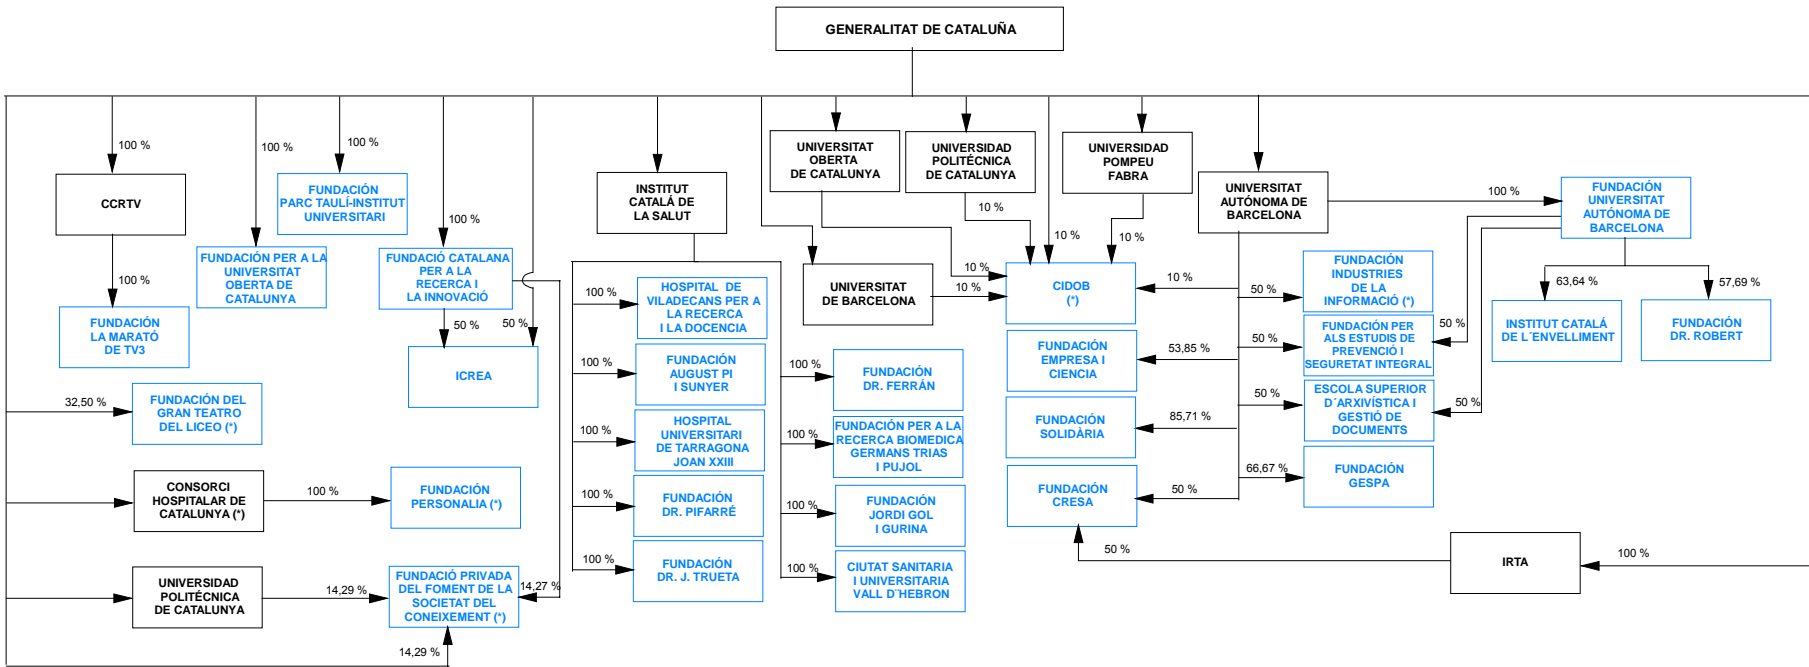 GENERALITAT DE CATALUÑA
100 %
100 %
100 %
100 %
50 %
CCRTV
100 %
FUNDACIÓN
LA MARATÓ
DE TV3
FUNDACIÓN PER A LA
UNIVERSITAT
OBERTA DE
CATALUNYA
FUNDACIÓN
PARC TAULÍ-INSTITUT
UNIVERSITARI
FUNDACIÓ CATALANA
PER A LA
RECERCA I
LA INNOVACIÓ
50 %
ICREA
32,50 %
FUNDACIÓN DEL
GRAN TEATRO
DEL LICEO (*)
CONSORCI
HOSPITALAR DE
CATALUNYA (*)
100 %
FUNDACIÓN
PERSONALIA (*)
UNIVERSIDAD
POLITÉCNICA
DE CATALUNYA
14,29 %
FUNDACIÓ PRIVADA
DEL FOMENT DE LA
SOCIETAT DEL
CONEIXEMENT (*)
14,27 %
14,29 %
INSTITUT
CATALÁ DE
LA SALUT
100 %
HOSPITAL DE
VILADECANS PER A
LA RECERCA
I LA DOCENCIA
100 %
FUNDACIÓN
AUGUST PI
I SUNYER
100 %
HOSPITAL
UNIVERSITARI
DE TARRAGONA
JOAN XXIII
100 %
FUNDACIÓN
DR. PIFARRÉ
100 %
FUNDACIÓN
DR. J. TRUETA
100 %
FUNDACIÓN
DR. FERRÁN
100 %
FUNDACIÓN PER A LA
RECERCA BIOMEDICA
GERMANS TRIAS
I PUJOL
100 %
FUNDACIÓN
JORDI GOL
I GURINA
100 %
CIUTAT SANITARIA
I UNIVERSITARIA
VALL D¨HEBRON
UNIVERSITAT
OBERTA
DE CATALUNYA
UNIVERSIDAD
POLITÉCNICA
DE CATALUNYA
UNIVERSIDAD
POMPEU
FABRA
UNIVERSITAT
AUTÓNOMA DE
BARCELONA
UNIVERSITAT
DE BARCELONA
10 %
10 %
10 %
10 %
10 %
10 %
CIDOB
(*)
53,85 %
FUNDACIÓN
EMPRESA I
CIENCIA
85,71 %
FUNDACIÓN
SOLIDÀRIA
50 %
FUNDACIÓN
CRESA
50 %
FUNDACIÓN
INDUSTRIES
DE LA
INFORMACIÓ (*)
50 %
FUNDACIÓN PER
ALS ESTUDIS DE
PREVENCIÓ I
SEGURETAT INTEGRAL
50 %
50 %
ESCOLA SUPERIOR
D´ARXIVÍSTICA I
GESTIÓ DE
DOCUMENTS
50 %
66,67 %
FUNDACIÓN
GESPA
100 %
FUNDACIÓN
UNIVERSITAT
AUTÓNOMA DE
BARCELONA
63,64 %
57,69 %
INSTITUT CATALÁ
DE L´ENVELLIMENT
FUNDACIÓN
DR. ROBERT
50 %
IRTA
100 %